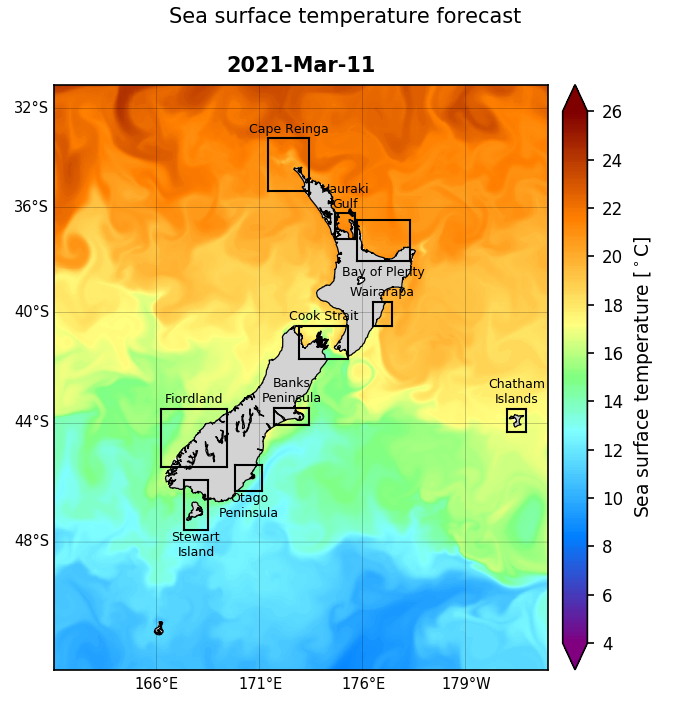 Sea surface temperature forecast
2021-Mar-11
32°S
36°S
40°S
44°S
48°S
166°E
171°E
176°E
179°W
Cape Reinga
Hauraki
Gulf
Bay of Plenty
Wairarapa
Cook Strait
Banks
Peninsula
Fiordland
Chatham
Islands
Otago
Peninsula
Stewart
Island
26
24
22
20
18
16
14
12
10
8
6
4
Sea surface temperature [°C]